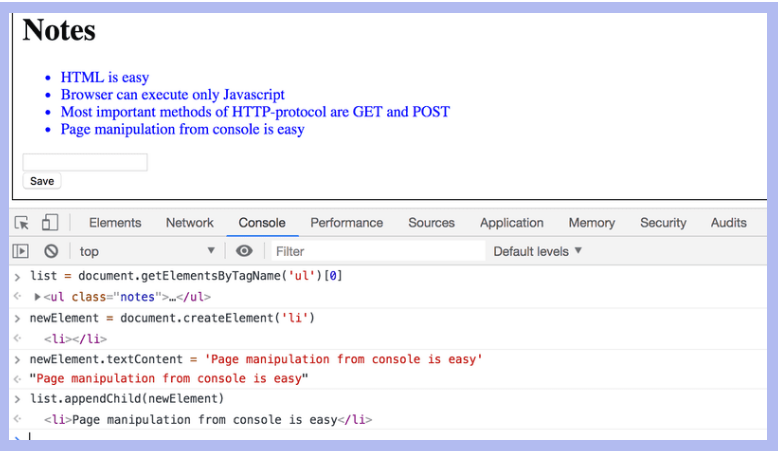 Notes
• HTML is easy
• Browser can execute only Javascript
• Most important methods of HTTP-protocol are GET and POST
• Page manipulation from console is easy
Save
Elements Network Console Performance Sources Application Memory Security Audits
top ▼ Filter Default levels ▼
> list = document.getElementsByTagName('ul')[0]
<· ▶<ul class="notes">…</ul>
> newElement = document.createElement('li')
<· <li></li>
> newElement.textContent = 'Page manipulation from console is easy'
<· "Page manipulation from console is easy"
> list.appendChild(newElement)
<· <li>Page manipulation from console is easy</li>
>